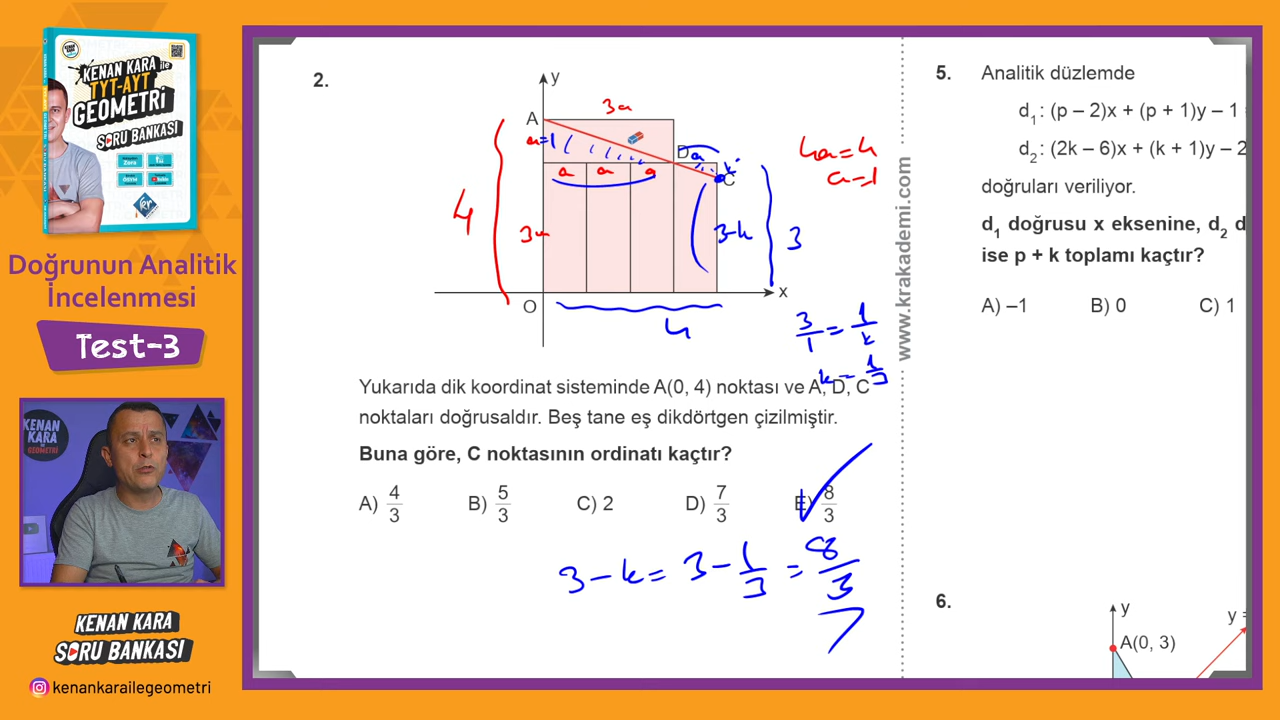 KENAN KARA ile
TYT-AYT
GEOMETRİ
SORU BANKASI
Doğrunun Analitik
İncelenmesi
Test-3
KENAN KARA
ile
GEOMETRİ
KENAN KARA
SORU BANKASI
kenankarailegeometri
2.
y
A
3a
a=1
D
a
k
C
a
a
a
4
3a
3-k
3
O
x
4
4a=4
a=1
3/1 = 1/k
k = 1/3
Yukarıda dik koordinat sisteminde A(0, 4) noktası ve A, D, C
noktaları doğrusaldır. Beş tane eş dikdörtgen çizilmiştir.
Buna göre, C noktasının ordinatı kaçtır?
A) 4/3 B) 5/3 C) 2 D) 7/3 E) 8/3
3-k = 3 - 1/3 = 8/3
www.krakademi.com
5. Analitik düzlemde
d1 : (p – 2)x + (p + 1)y – 1
d2 : (2k – 6)x + (k + 1)y – 2
doğruları veriliyor.
d1 doğrusu x eksenine, d2 d
ise p + k toplamı kaçtır?
A) –1 B) 0 C) 1
6.
y
y =
A(0, 3)